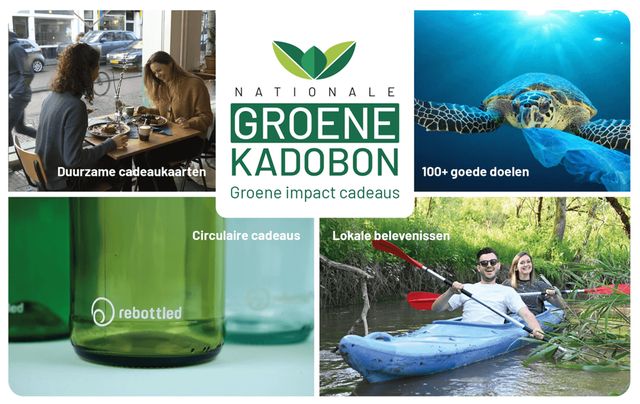 NATIONALE
GROENE
KADOBON
Groene impact cadeaus
Duurzame cadeaukaarten
100+ goede doelen
Circulaire cadeaus
Lokale belevenissen
rebottled